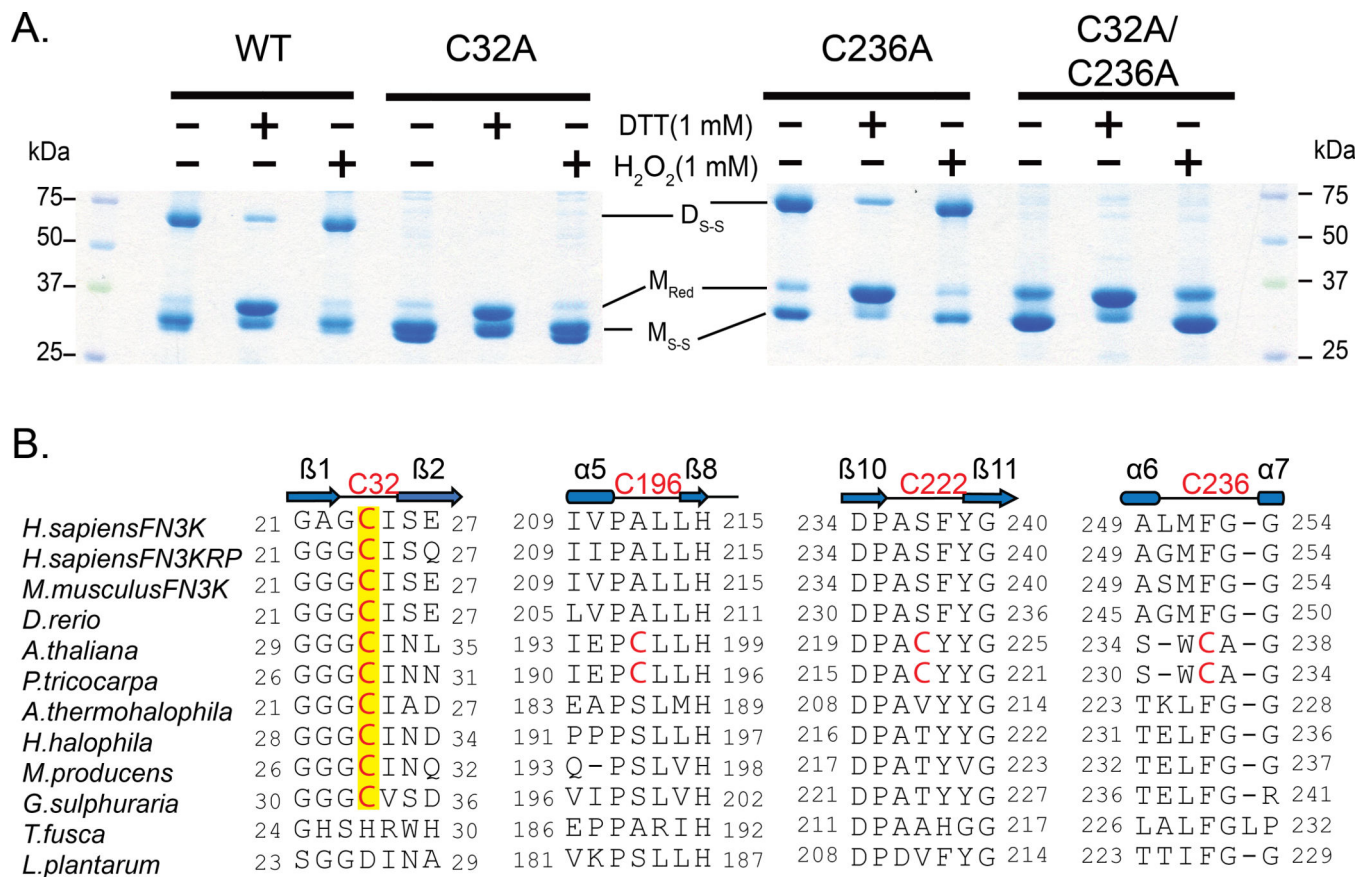 A.
WT C32A C236A C32A/
C236A
− + − − + − DTT(1 mM) − + − − + −
kDa − − + − + H₂O₂(1 mM) − − + − − + kDa
75 D S-S 75
50 50
37 M Red 37
25 M S-S 25
B.
ß1 C32 ß2 α5 C196 ß8 ß10 C222 ß11 α6 C236 α7
H.sapiensFN3K 21 GAGCISE 27 209 IVPALLH 215 234 DPASFYG 240 249 ALMFG-G 254
H.sapiensFN3KRP 21 GGGCISQ 27 209 IIPALLH 215 234 DPASFYG 240 249 AGMFG-G 254
M.musculusFN3K 21 GGGCISE 27 209 IVPALLH 215 234 DPASFYG 240 249 ASMFG-G 254
D.rerio 21 GGGCISE 27 205 LVPALLH 211 230 DPASFYG 236 245 AGMFG-G 250
A.thaliana 29 GGGCINL 35 193 IEPCLLH 199 219 DPACYYG 225 234 S-WCA-G 238
P.tricocarpa 26 GGGCINN 31 190 IEPCLLH 196 215 DPACYYG 221 230 S-WCA-G 234
A.thermohalophila 21 GGGCIAD 27 183 EAPSLMH 189 208 DPAVYYG 214 223 TKLFG-G 228
H.halophila 28 GGGCIND 34 191 PPPSLLH 197 216 DPATYYG 222 231 TELFG-G 236
M.producens 26 GGGCINQ 32 193 Q-PSLVH 198 217 DPATYVG 223 232 TELFG-G 237
G.sulphuraria 30 GGGCVSD 36 196 VIPSLVH 202 221 DPATYYG 227 236 TELFG-R 241
T.fusca 24 GHSHRWH 30 186 EPPARIH 192 211 DPAAHGG 217 226 LALFGLP 232
L.plantarum 23 SGGDINA 29 181 VKPSLLH 187 208 DPDVFYG 214 223 TTIFG-G 229